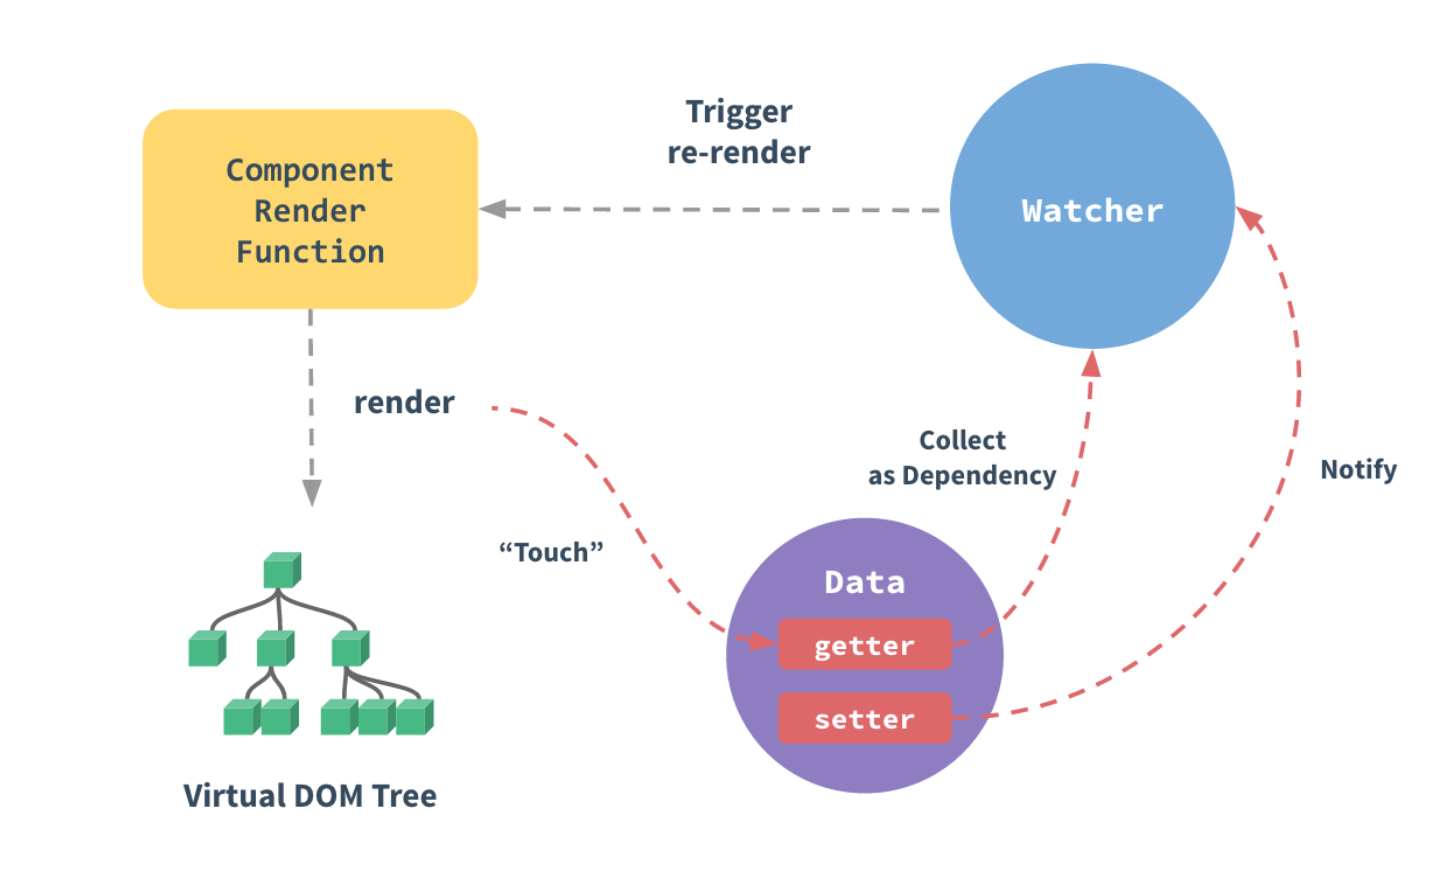 Trigger
re-render
Component
Render
Function
Watcher
render
Collect
as Dependency
Notify
“Touch”
Data
getter
setter
Virtual DOM Tree